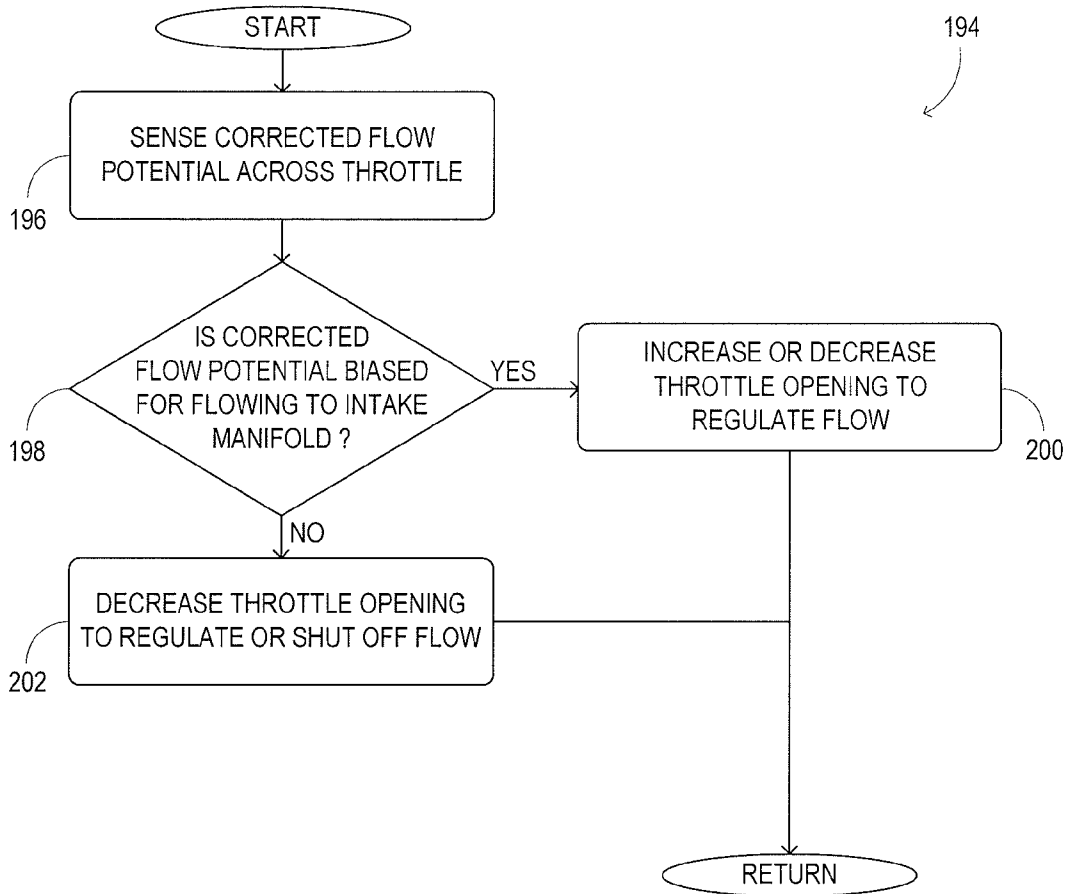 START
194
SENSE CORRECTED FLOW
POTENTIAL ACROSS THROTTLE
196
IS CORRECTED
FLOW POTENTIAL BIASED
FOR FLOWING TO INTAKE
MANIFOLD ?
198
YES
INCREASE OR DECREASE
THROTTLE OPENING TO
REGULATE FLOW
200
NO
DECREASE THROTTLE OPENING
TO REGULATE OR SHUT OFF FLOW
202
RETURN